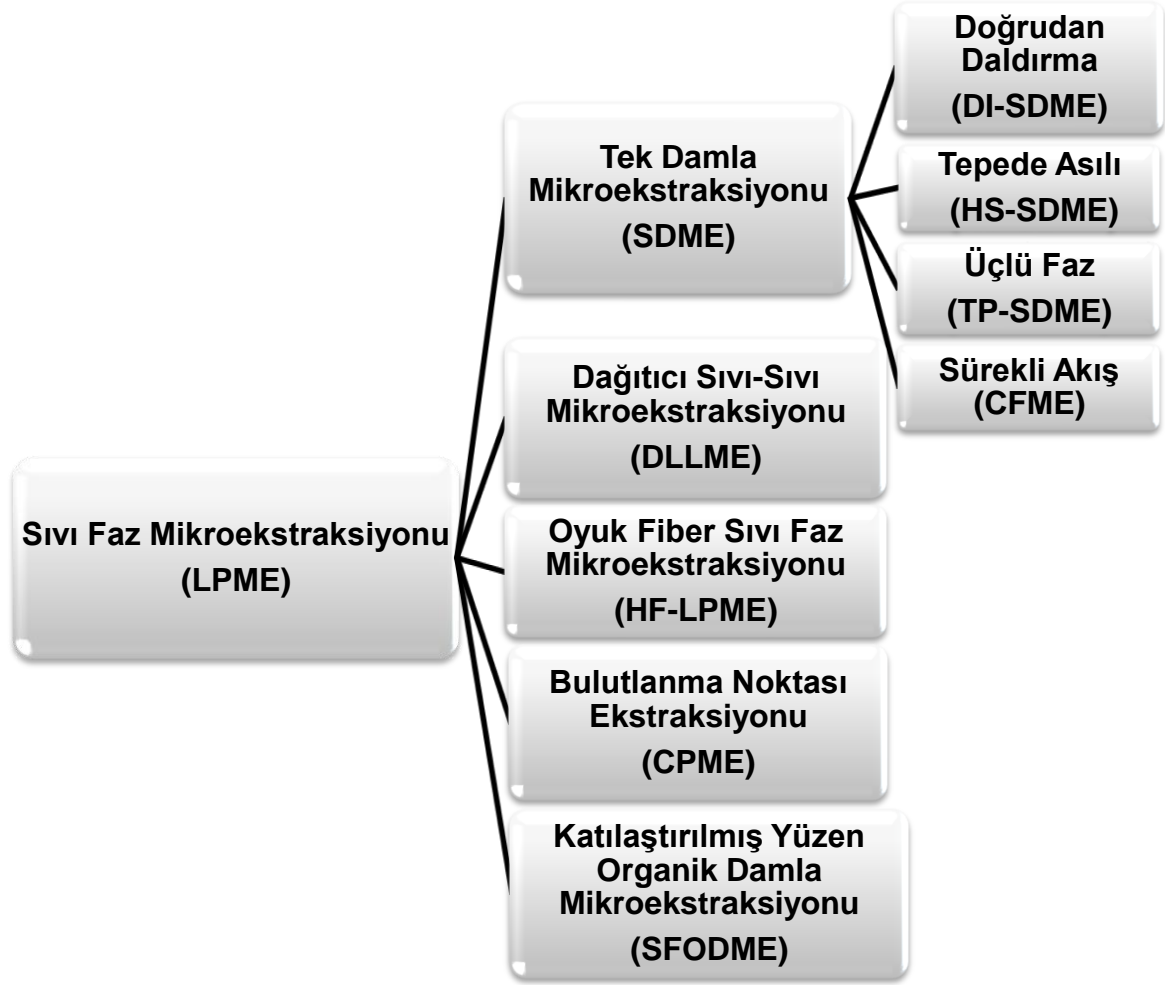 Sıvı Faz Mikroekstraksiyonu
(LPME)
Tek Damla
Mikroekstraksiyonu
(SDME)
Doğrudan
Daldırma
(DI-SDME)
Tepede Asılı
(HS-SDME)
Üçlü Faz
(TP-SDME)
Sürekli Akış
(CFME)
Dağıtıcı Sıvı-Sıvı
Mikroekstraksiyonu
(DLLME)
Oyuk Fiber Sıvı Faz
Mikroekstraksiyonu
(HF-LPME)
Bulutlanma Noktası
Ekstraksiyonu
(CPME)
Katılaştırılmış Yüzen
Organik Damla
Mikroekstraksiyonu
(SFODME)